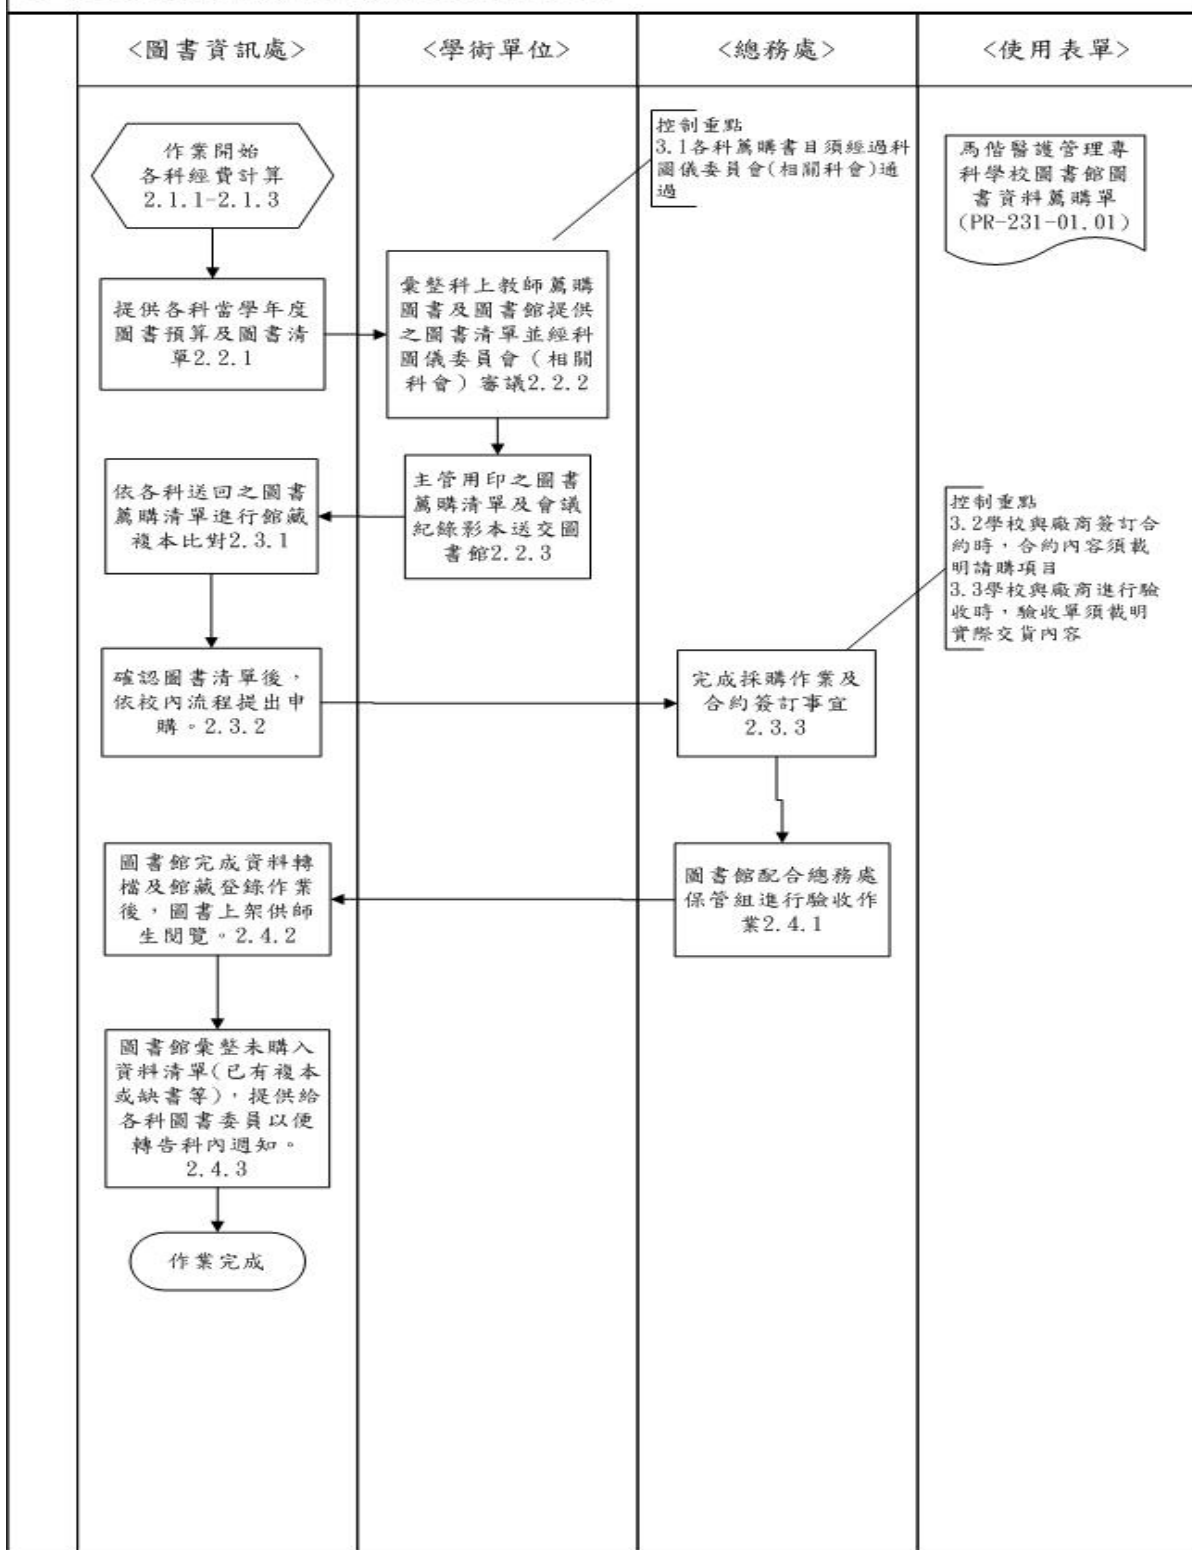 <圖書資訊處>
<學術單位>
<總務處>
<使用表單>
作業開始
各科經費計算
2.1.1-2.1.3
控制重點
3.1各科薦購書目須經過科
圖儀委員會(相關科會)通
過
馬偕醫護管理專
科學校圖書館圖
書資料薦購單
(PR-231-01.01)
提供各科當學年度
圖書預算及圖書清
單2.2.1
彙整科上教師薦購
圖書及圖書館提供
之圖書清單並經科
圖儀委員會（相關
科會）審議2.2.2
主管用印之圖書
薦購清單及會議
紀錄影本送交圖
書館2.2.3
依各科送回之圖書
薦購清單進行館藏
複本比對2.3.1
控制重點
3.2學校與廠商簽訂合
約時，合約內容須載
明請購項目
3.3學校與廠商進行驗
收時，驗收單須載明
實際交貨內容
確認圖書清單後，
依校內流程提出申
購。2.3.2
完成採購作業及
合約簽訂事宜
2.3.3
圖書館配合總務處
保管組進行驗收作
業2.4.1
圖書館完成資料轉
檔及館藏登錄作業
後，圖書上架供師
生閱覽。2.4.2
圖書館彙整未購入
資料清單(已有複本
或缺書等)，提供給
各科圖書委員以便
轉告科內週知。
2.4.3
作業完成